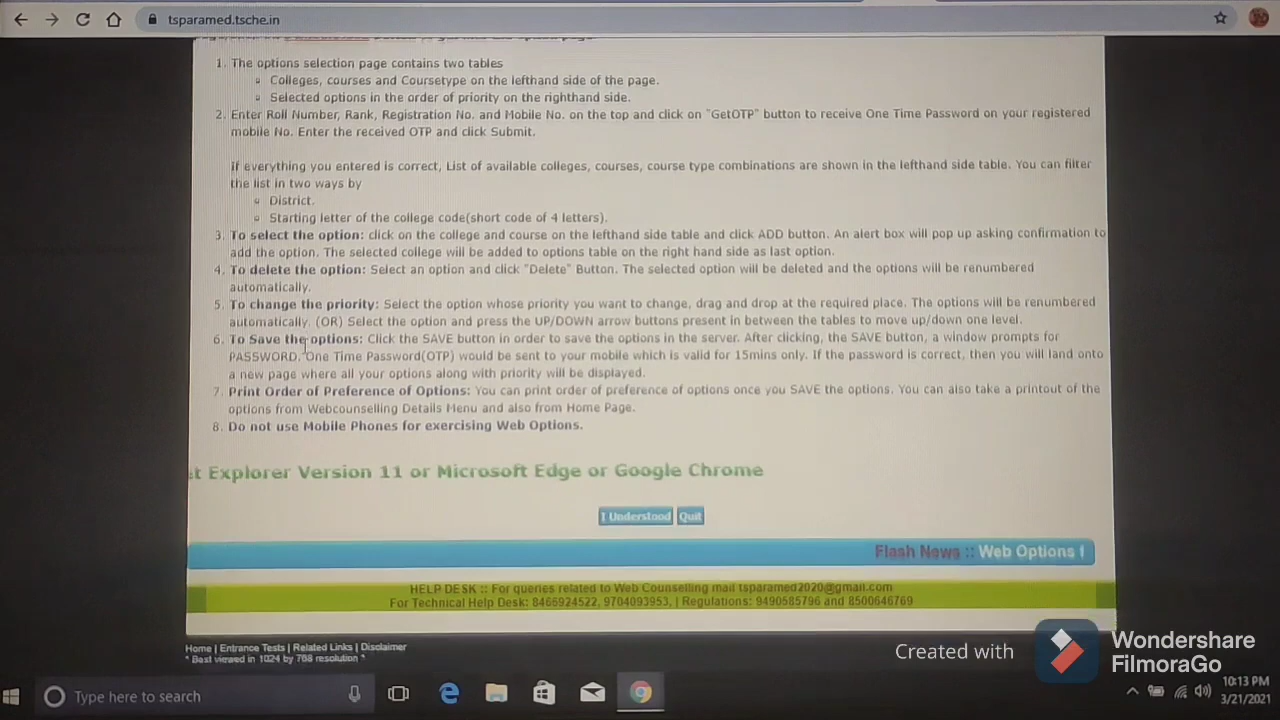 tsparamed.tsche.in
1. The options selection page contains two tables
Colleges, courses and Coursetype on the lefthand side of the page.
Selected options in the order of priority on the righthand side.
2. Enter Roll Number, Rank, Registration No. and Mobile No. on the top and click on "GetOTP" button to receive One Time Password on your registered
mobile No. Enter the received OTP and click Submit.
If everything you entered is correct, List of available colleges, courses, course type combinations are shown in the lefthand side table. You can filter
the list in two ways by
District.
Starting letter of the college code(short code of 4 letters).
3. To select the option: click on the college and course on the lefthand side table and click ADD button. An alert box will pop up asking confirmation to
add the option. The selected college will be added to options table on the right hand side as last option.
4. To delete the option: Select an option and click "Delete" Button. The selected option will be deleted and the options will be renumbered
automatically.
5. To change the priority: Select the option whose priority you want to change, drag and drop at the required place. The options will be renumbered
automatically. (OR) Select the option and press the UP/DOWN arrow buttons present in between the tables to move up/down one level.
6. To Save the options: Click the SAVE button in order to save the options in the server. After clicking, the SAVE button, a window prompts for
PASSWORD. One Time Password(OTP) would be sent to your mobile which is valid for 15mins only. If the password is correct, then you will land onto
a new page where all your options along with priority will be displayed.
7. Print Order of Preference of Options: You can print order of preference of options once you SAVE the options. You can also take a printout of the
options from Webcounselling Details Menu and also from Home Page.
8. Do not use Mobile Phones for exercising Web Options.
et Explorer Version 11 or Microsoft Edge or Google Chrome
I Understood Quit
Flash News :: Web Options f
HELP DESK :: For queries related to Web Counselling mail tsparamed2020@gmail.com
For Technical Help Desk: 8466924522, 9704093953, | Regulations: 9490585796 and 8500646769
Home | Entrance Tests | Related Links | Disclaimer
* Best viewed in 1024 by 768 resolution *
Created with Wondershare
FilmoraGo
Type here to search
10:13 PM
3/21/2021